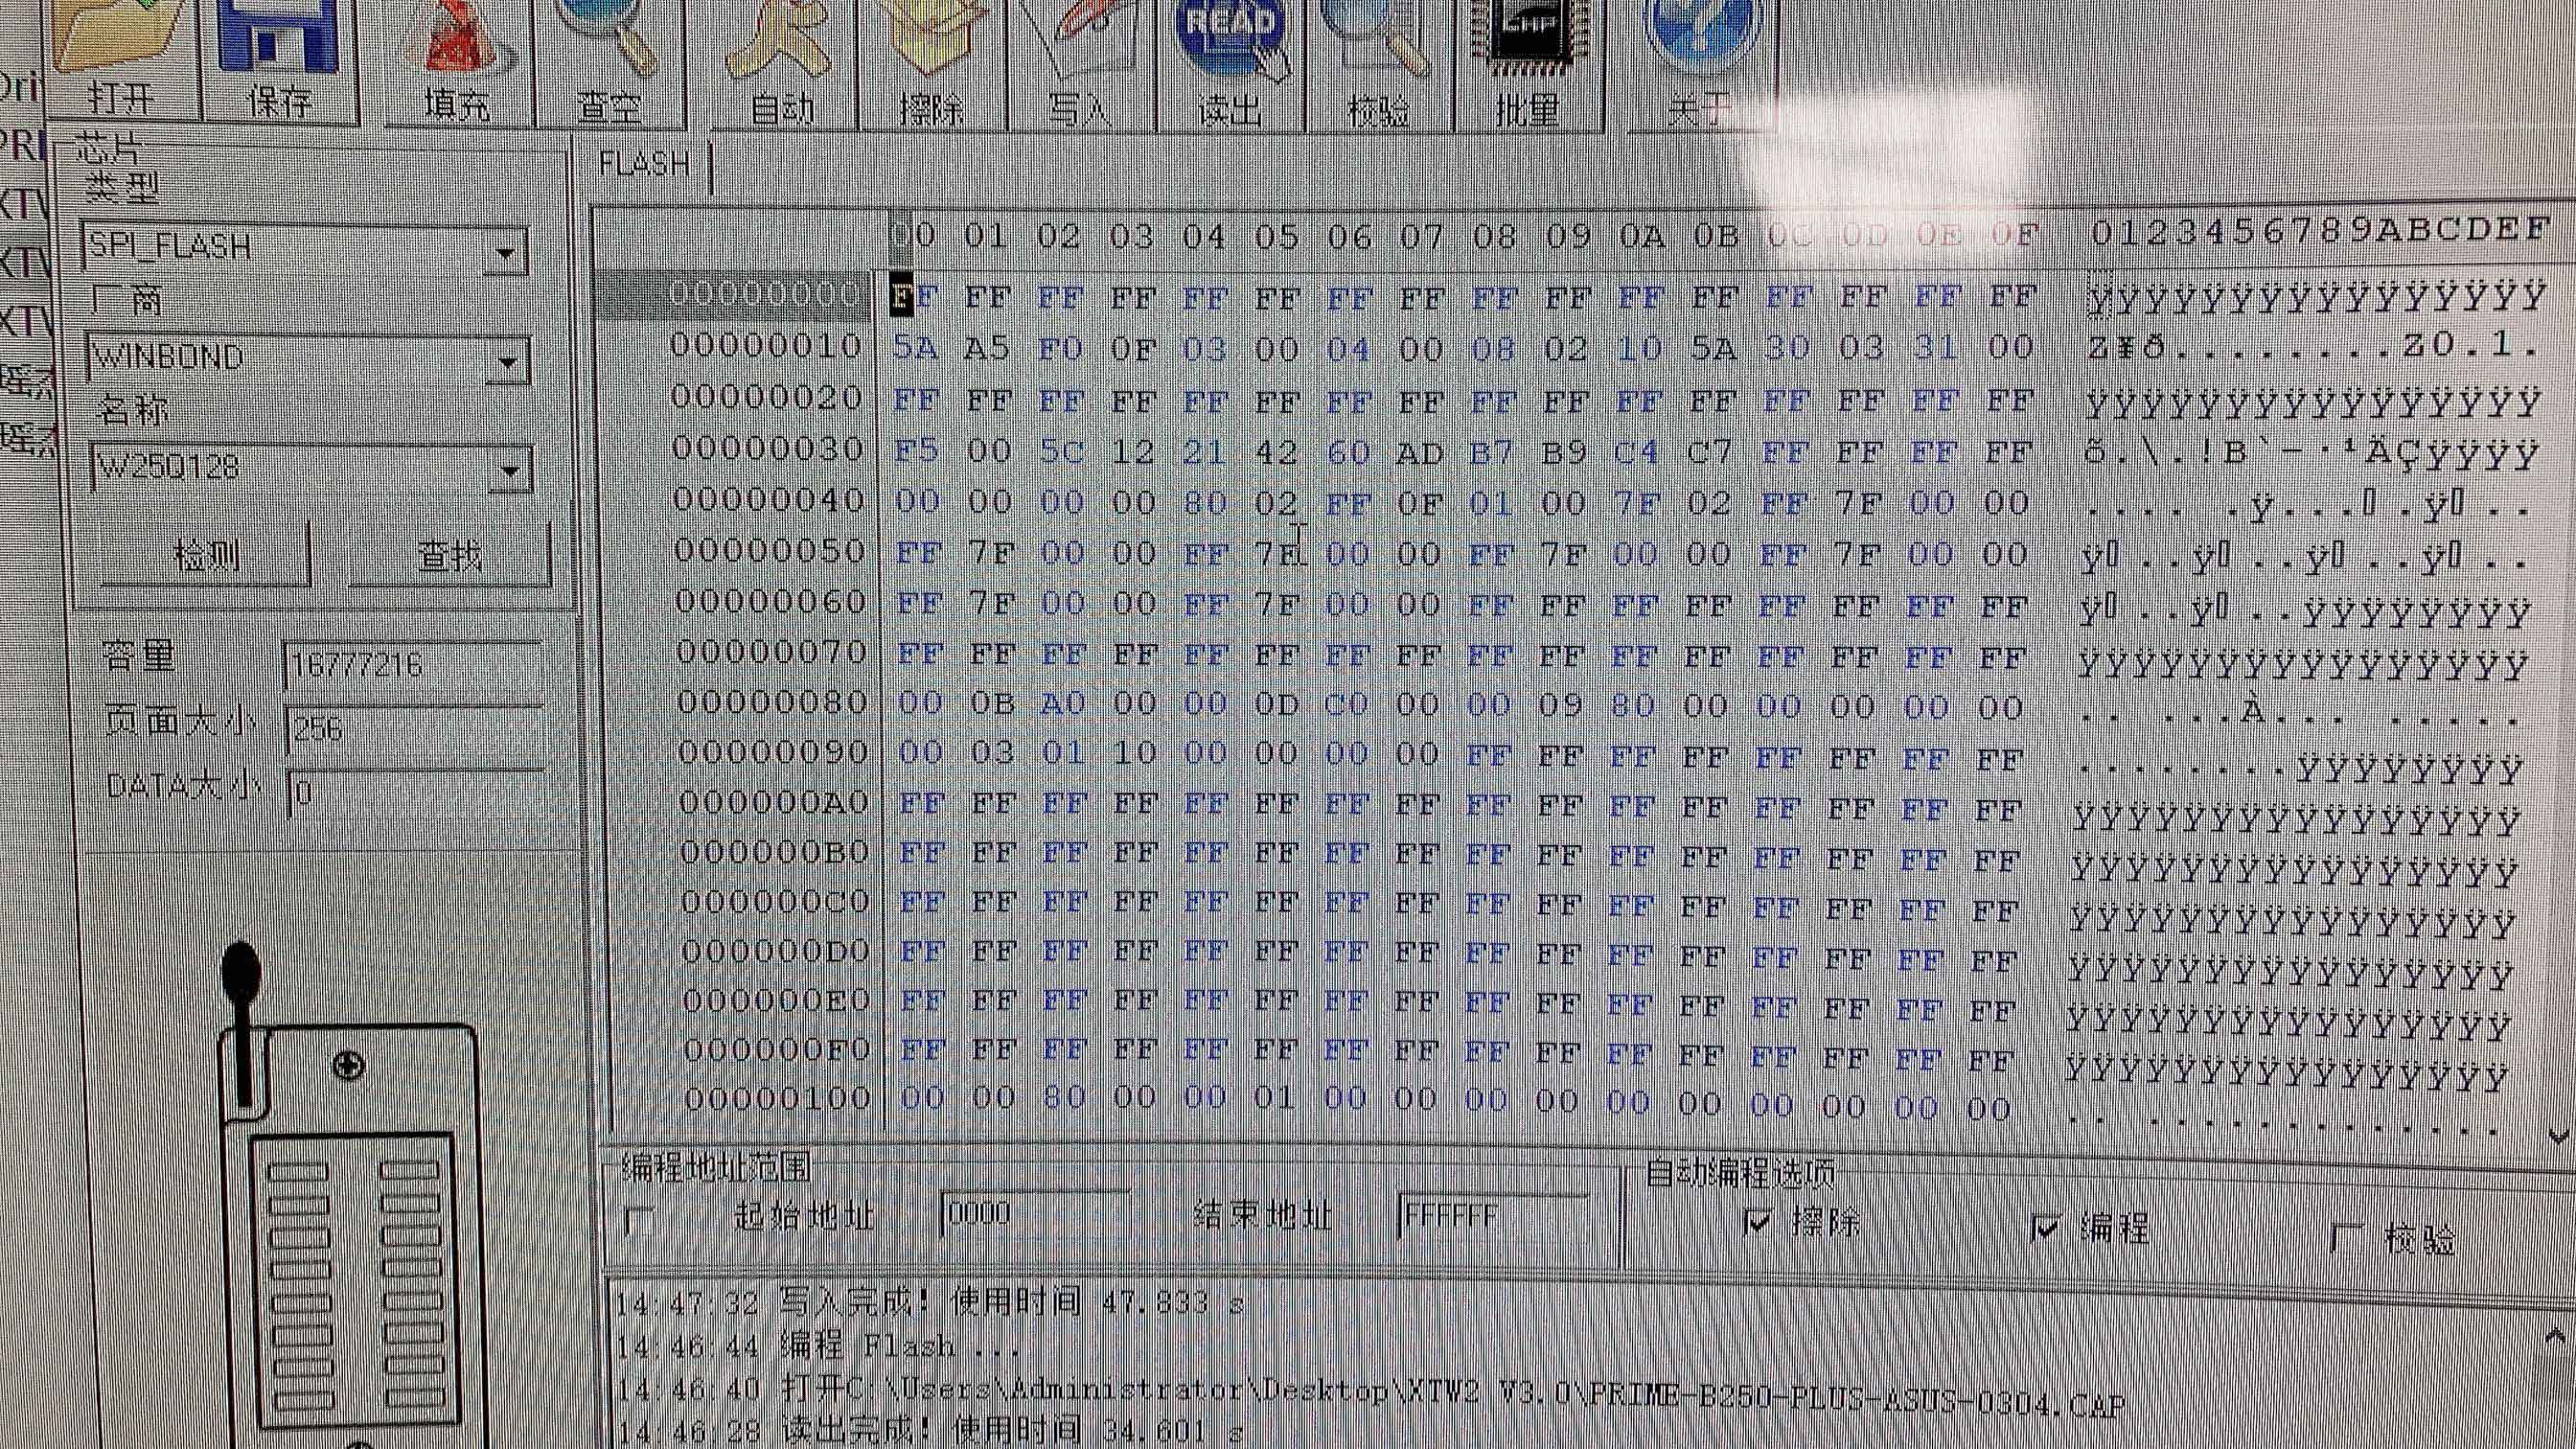 打开 保存 填充 查空 自动 擦除 写入 READ 读出 校验 CHIP 批量 关于
芯片
类型
SPI_FLASH
厂商
WINBOND
名称
W25Q128
检测 查找
容量 16777216
页面大小 256
DATA大小 0
FLASH
00 01 02 03 04 05 06 07 08 09 0A 0B 0C 0D 0E 0F 0123456789ABCDEF
00000000 FF FF FF FF FF FF FF FF FF FF FF FF FF FF FF FF ÿÿÿÿÿÿÿÿÿÿÿÿÿÿÿÿ
00000010 5A A5 F0 0F 03 00 04 00 08 02 10 5A 30 03 31 00 Z¥ð........Z0.1.
00000020 FF FF FF FF FF FF FF FF FF FF FF FF FF FF FF FF ÿÿÿÿÿÿÿÿÿÿÿÿÿÿÿÿ
00000030 F5 00 5C 12 21 42 60 AD B7 B9 C4 C7 FF FF FF FF õ.\.!B`-·¹ÄÇÿÿÿÿ
00000040 00 00 00 00 80 02 FF 0F 01 00 7F 02 FF 7F 00 00 .... .ÿ...▯.ÿ▯..
00000050 FF 7F 00 00 FF 7F 00 00 FF 7F 00 00 FF 7F 00 00 ÿ▯..ÿ▯..ÿ▯..ÿ▯..
00000060 FF 7F 00 00 FF 7F 00 00 FF FF FF FF FF FF FF FF ÿ▯..ÿ▯..ÿÿÿÿÿÿÿÿ
00000070 FF FF FF FF FF FF FF FF FF FF FF FF FF FF FF FF ÿÿÿÿÿÿÿÿÿÿÿÿÿÿÿÿ
00000080 00 0B A0 00 00 0D C0 00 00 09 80 00 00 00 00 00 .. ...À... .....
00000090 00 03 01 10 00 00 00 00 FF FF FF FF FF FF FF FF ........ÿÿÿÿÿÿÿÿ
000000A0 FF FF FF FF FF FF FF FF FF FF FF FF FF FF FF FF ÿÿÿÿÿÿÿÿÿÿÿÿÿÿÿÿ
000000B0 FF FF FF FF FF FF FF FF FF FF FF FF FF FF FF FF ÿÿÿÿÿÿÿÿÿÿÿÿÿÿÿÿ
000000C0 FF FF FF FF FF FF FF FF FF FF FF FF FF FF FF FF ÿÿÿÿÿÿÿÿÿÿÿÿÿÿÿÿ
000000D0 FF FF FF FF FF FF FF FF FF FF FF FF FF FF FF FF ÿÿÿÿÿÿÿÿÿÿÿÿÿÿÿÿ
000000E0 FF FF FF FF FF FF FF FF FF FF FF FF FF FF FF FF ÿÿÿÿÿÿÿÿÿÿÿÿÿÿÿÿ
000000F0 FF FF FF FF FF FF FF FF FF FF FF FF FF FF FF FF ÿÿÿÿÿÿÿÿÿÿÿÿÿÿÿÿ
00000100 00 00 80 00 00 01 00 00 00 00 00 00 00 00 00 00 .. .............
编程地址范围 自动编程选项
起始地址 0000 结束地址 FFFFFF 擦除 编程 校验
14:47:32 写入完成! 使用时间 47.833 s
14:46:44 编程 Flash ...
14:46:40 打开C:\Users\Administrator\Desktop\XTW2 V3.0\PRIME-B250-PLUS-ASUS-0304.CAP
14:46:28 读出完成! 使用时间 34.601 s